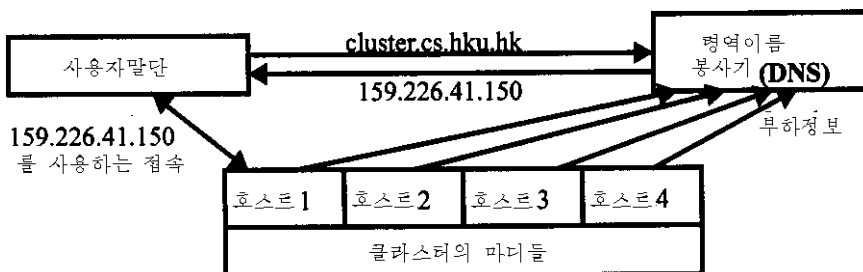 사용자말단
cluster.cs.hku.hk
159.226.41.150
령역이름
봉사기 (DNS)
159.226.41.150
를 사용하는 접속
부하정보
호스트1
호스트2
호스트3
호스트4
클라스터의 마디들